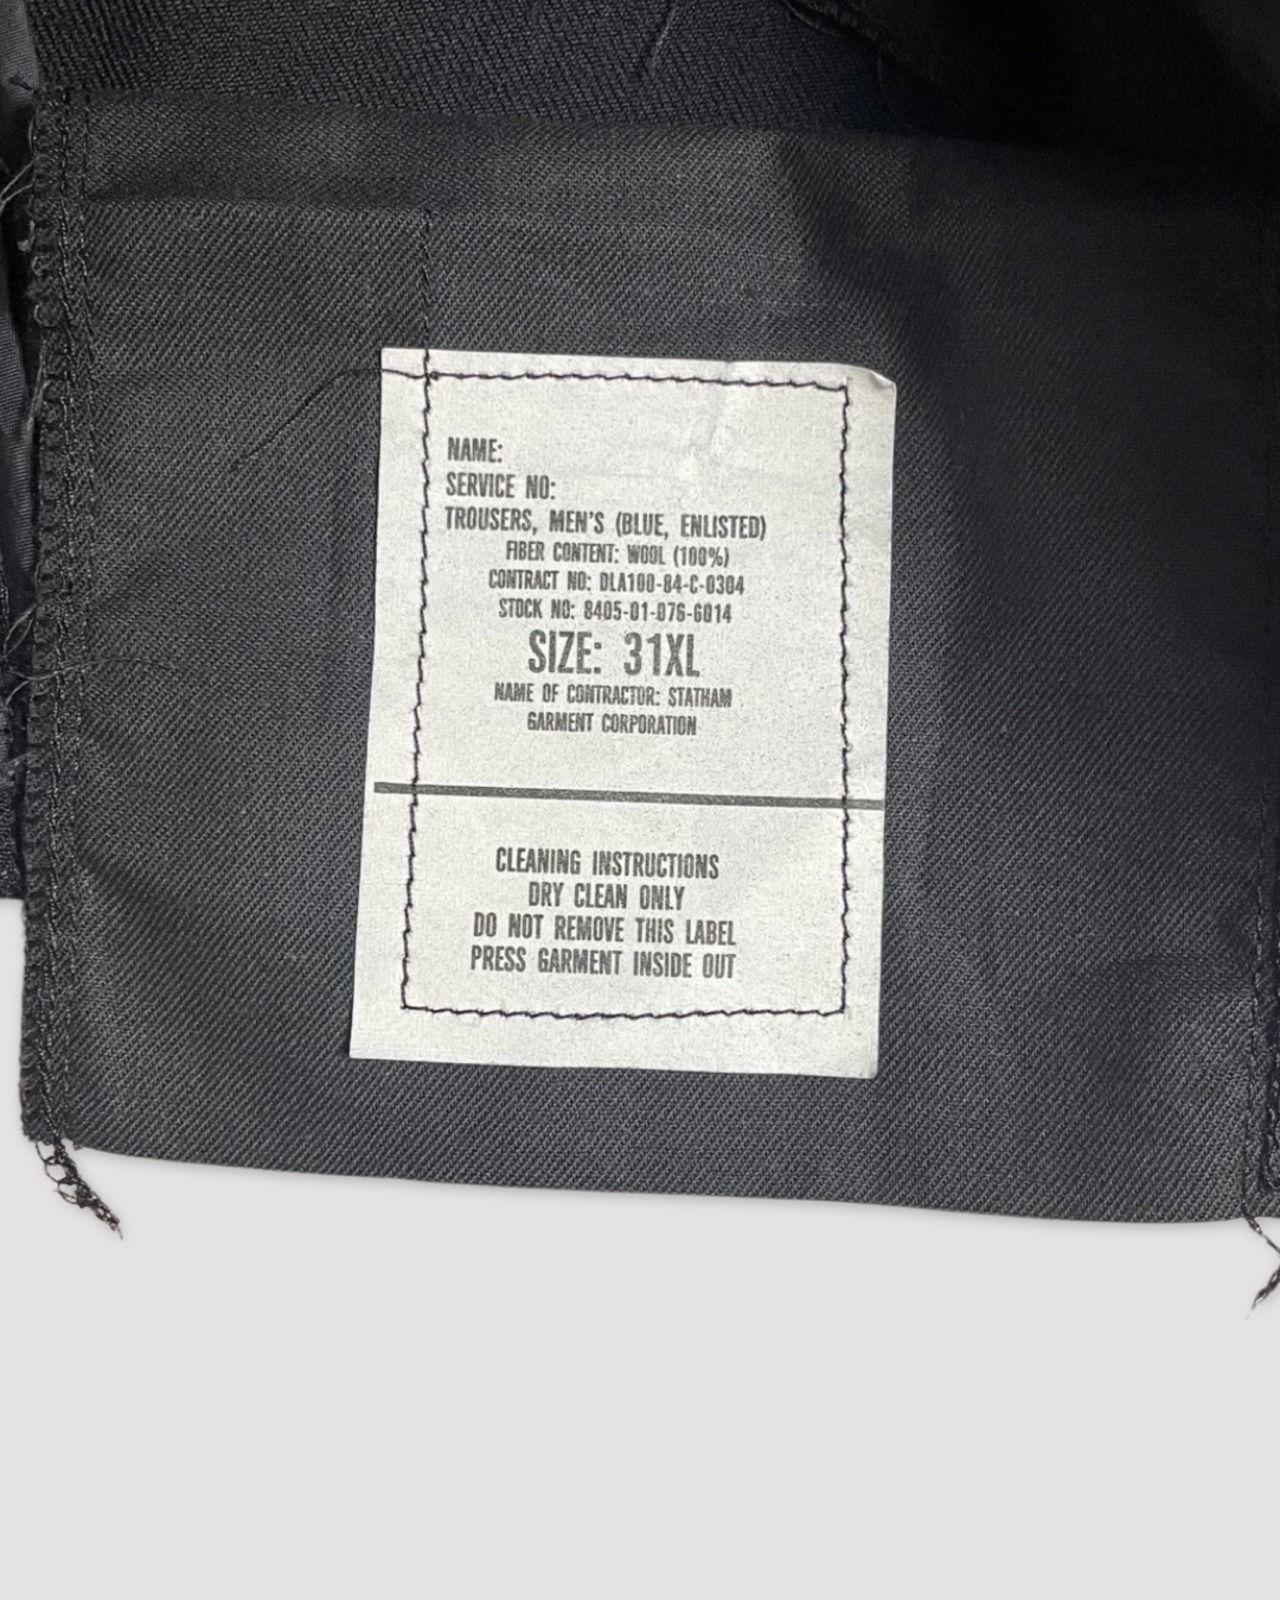 NAME:
SERVICE NO:
TROUSERS, MEN'S (BLUE, ENLISTED)
FIBER CONTENT: WOOL (100%)
CONTRACT NO: DLA100-84-C-0304
STOCK NO: 8405-01-076-6014
SIZE: 31XL
NAME OF CONTRACTOR: STATHAM
GARMENT CORPORATION
CLEANING INSTRUCTIONS
DRY CLEAN ONLY
DO NOT REMOVE THIS LABEL
PRESS GARMENT INSIDE OUT